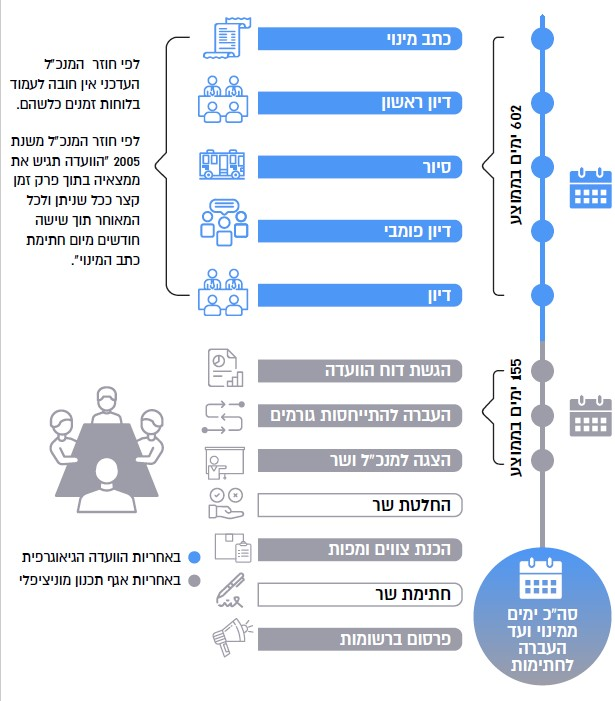 כתב מינוי
דיון ראשון
סיור
דיון פומבי
דיון
602 ימים בממוצע
לפי חוזר המנכ"ל
העדכני אין חובה לעמוד
בלוחות זמנים כלשהם.
לפי חוזר המנכ"ל משנת
2005 "הוועדה תגיש את
ממצאיה בתוך פרק זמן
קצר ככל שניתן ולכל
המאוחר תוך שישה
חודשים מיום חתימת
כתב המינוי".
הגשת דוח הוועדה
העברה להתייחסות גורמים
הצגה למנכ"ל ושר
155 ימים בממוצע
החלטת שר
הכנת צווים ומפות
חתימת שר
פרסום ברשומות
באחריות הוועדה הגיאוגרפית
באחריות אגף תכנון מוניציפלי
סה"כ ימים
ממינוי ועד
העברה
לחתימות